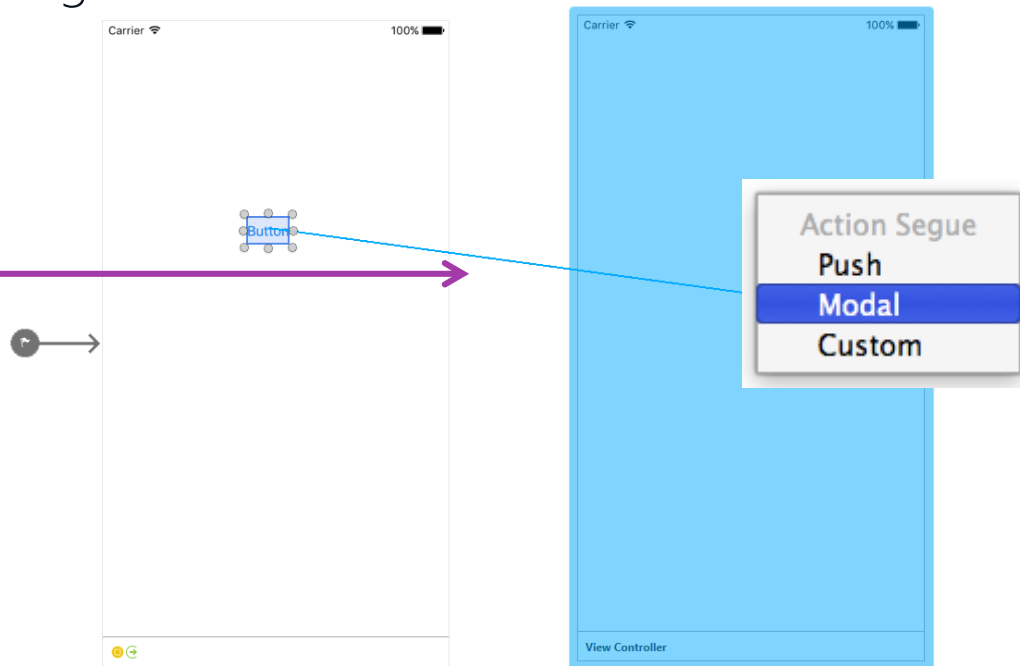 Carrier 100%
Carrier 100%
Button
Action Segue
Push
Modal
Custom
View Controller